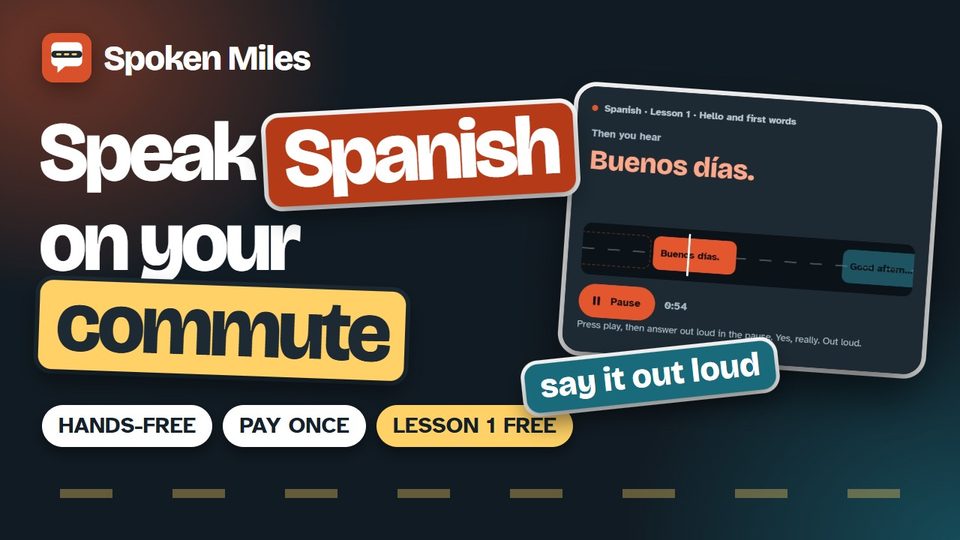 Spoken Miles
Speak Spanish
on your
commute
HANDS-FREE
PAY ONCE
LESSON 1 FREE
Spanish · Lesson 1 · Hello and first words
Then you hear
Buenos días.
Buenos días.
Good aftern...
Pause
0:54
Press play, then answer out loud in the pause. Yes, really. Out loud.
say it out loud